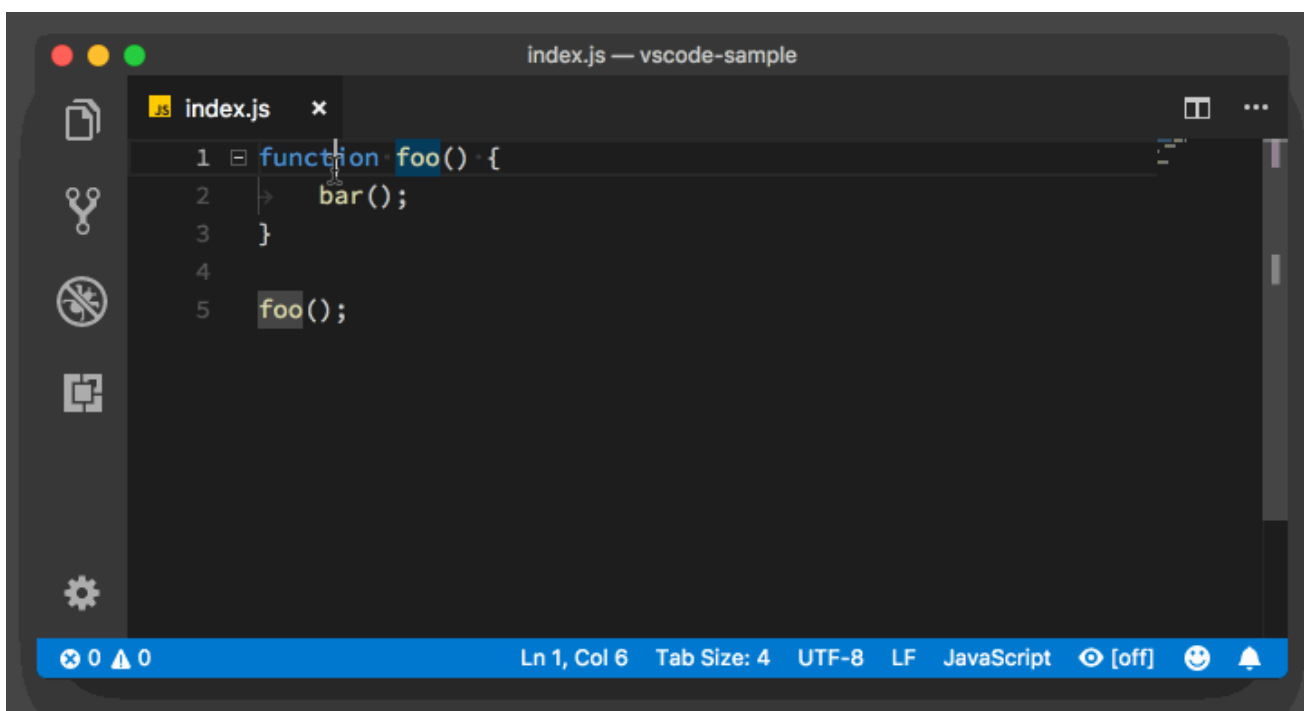 index.js — vscode-sample
JS index.js ×
1 function foo() {
2 bar();
3 }
4
5 foo();
0 0 Ln 1, Col 6 Tab Size: 4 UTF-8 LF JavaScript [off]